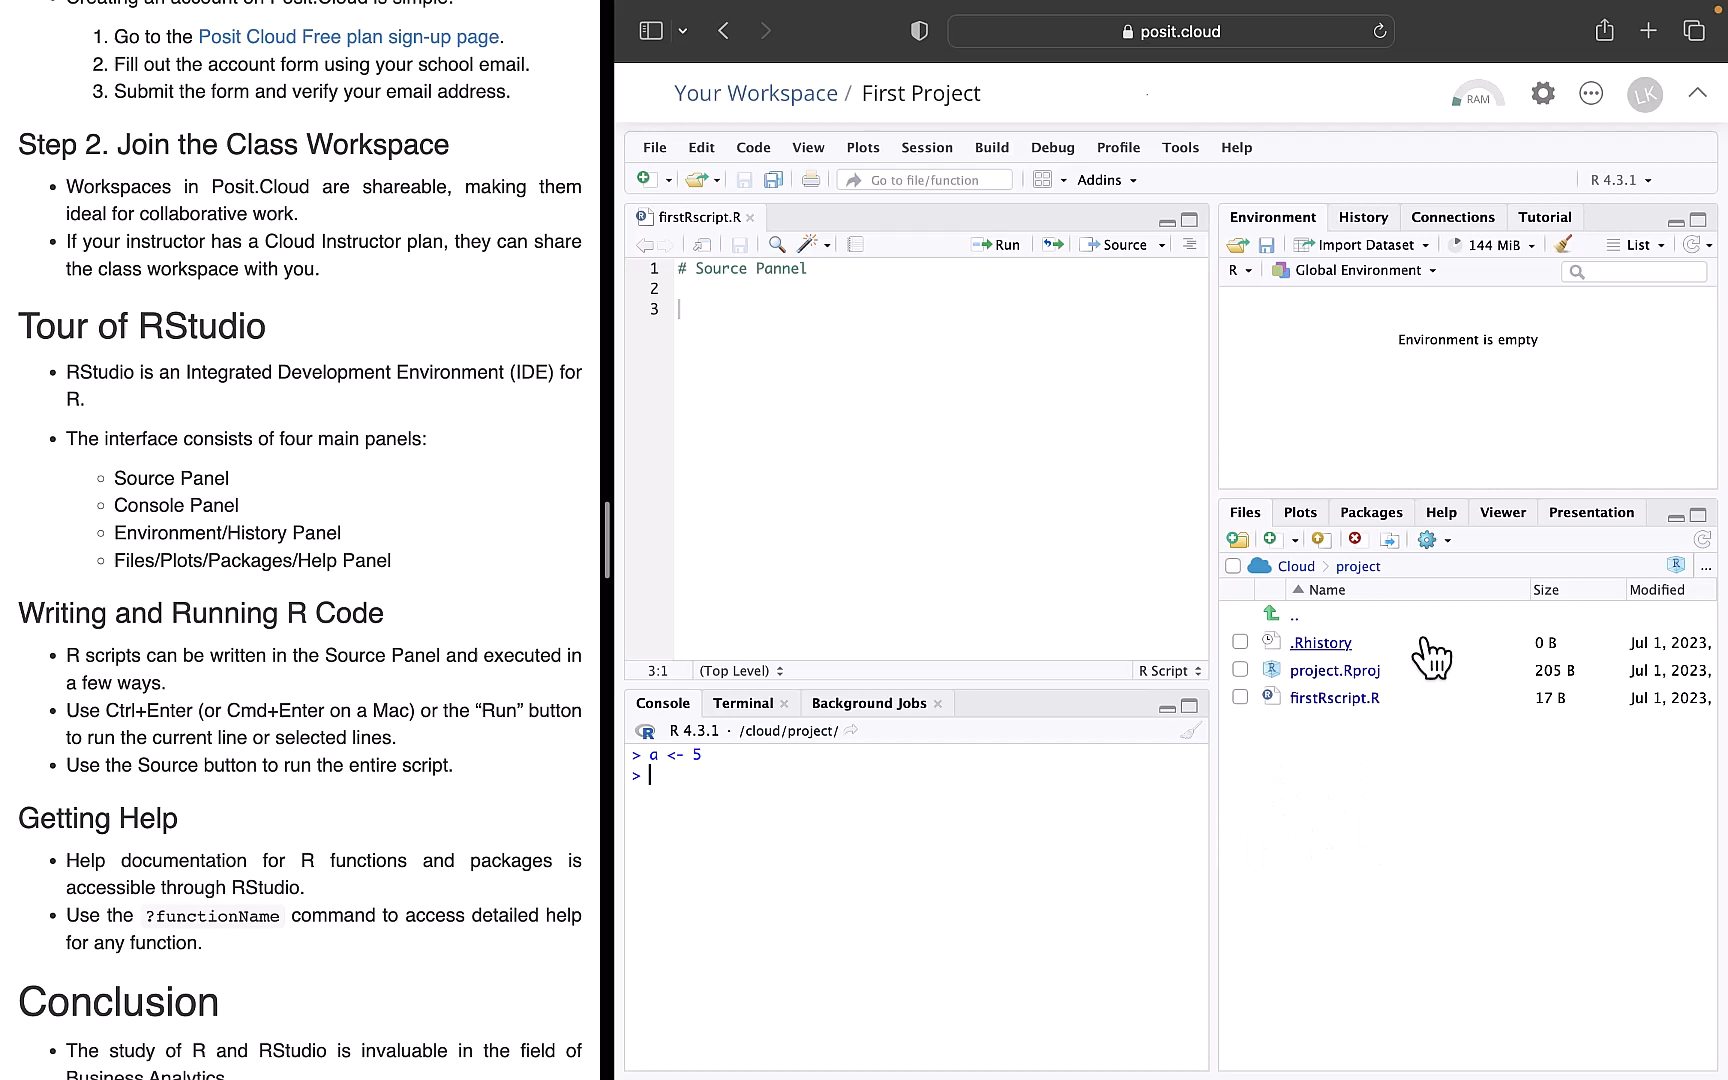 Creating an account on Posit.Cloud is simple:
1. Go to the Posit Cloud Free plan sign-up page.
2. Fill out the account form using your school email.
3. Submit the form and verify your email address.
Step 2. Join the Class Workspace
• Workspaces in Posit.Cloud are shareable, making them
ideal for collaborative work.
• If your instructor has a Cloud Instructor plan, they can share
the class workspace with you.
Tour of RStudio
• RStudio is an Integrated Development Environment (IDE) for
R.
• The interface consists of four main panels:
◦ Source Panel
◦ Console Panel
◦ Environment/History Panel
◦ Files/Plots/Packages/Help Panel
Writing and Running R Code
• R scripts can be written in the Source Panel and executed in
a few ways.
• Use Ctrl+Enter (or Cmd+Enter on a Mac) or the “Run” button
to run the current line or selected lines.
• Use the Source button to run the entire script.
Getting Help
• Help documentation for R functions and packages is
accessible through RStudio.
• Use the ?functionName command to access detailed help
for any function.
Conclusion
• The study of R and RStudio is invaluable in the field of
Business Analytics
posit.cloud
Your Workspace / First Project
RAM
LK
File Edit Code View Plots Session Build Debug Profile Tools Help
Go to file/function Addins R 4.3.1
firstRscript.R
Run Source
1 # Source Pannel
2
3
3:1 (Top Level) R Script
Console Terminal Background Jobs
R 4.3.1 · /cloud/project/
> a <- 5
>
Environment History Connections Tutorial
Import Dataset 144 MiB List
R Global Environment
Environment is empty
Files Plots Packages Help Viewer Presentation
Cloud project ...
Name Size Modified
..
.Rhistory 0 B Jul 1, 2023,
project.Rproj 205 B Jul 1, 2023,
firstRscript.R 17 B Jul 1, 2023,